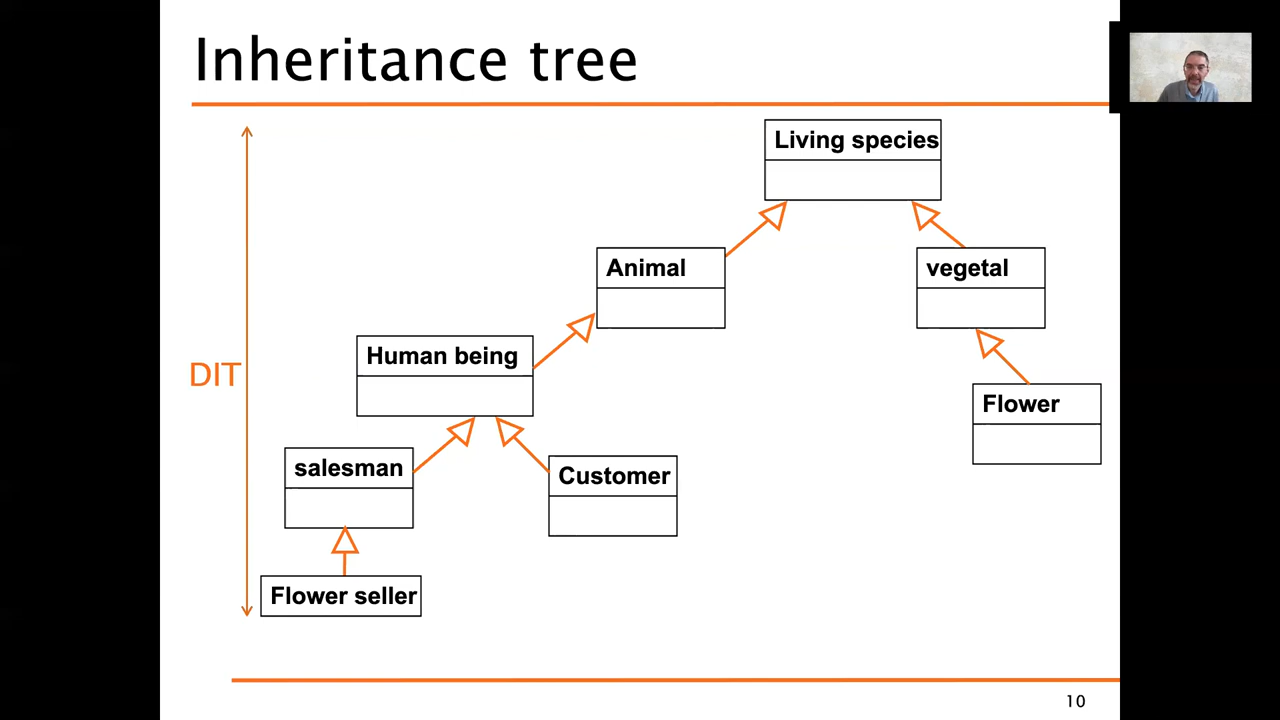 Inheritance tree
Living species
Animal
vegetal
Human being
DIT
Flower
salesman
Customer
Flower seller
10